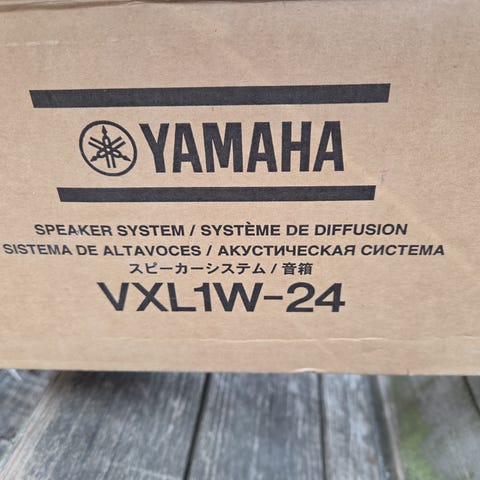 YAMAHA
SPEAKER SYSTEM / SYSTÈME DE DIFFUSION
SISTEMA DE ALTAVOCES / АКУСТИЧЕСКАЯ СИСТЕМА
スピーカーシステム / 音箱
VXL1W-24